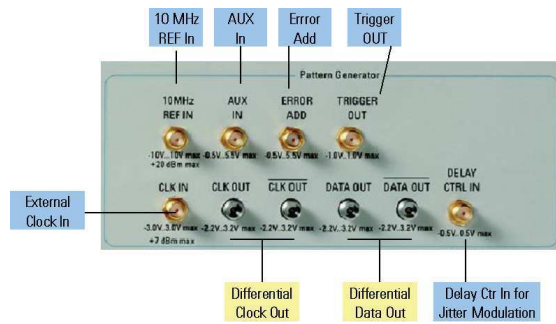 10 MHz
REF In
AUX
In
Errror
Add
Trigger
OUT
Pattern Generator
10MHz
REF IN
AUX
IN
ERROR
ADD
TRIGGER
OUT
-10V...10V max
+20 dBm max
-0.5V...5.5V max
-0.5V...5.5V max
-1.0V...1.0V max
External
Clock In
CLK IN
CLK OUT
CLK OUT
DATA OUT
DATA OUT
DELAY
CTRL IN
-3.0V...3.0V max
+7 dBm max
-2.2V...3.2V max
-2.2V...3.2V max
-2.2V...3.2V max
-2.2V...3.2V max
-0.5V...0.5V max
Differential
Clock Out
Differential
Data Out
Delay Ctr In for
Jitter Modulation